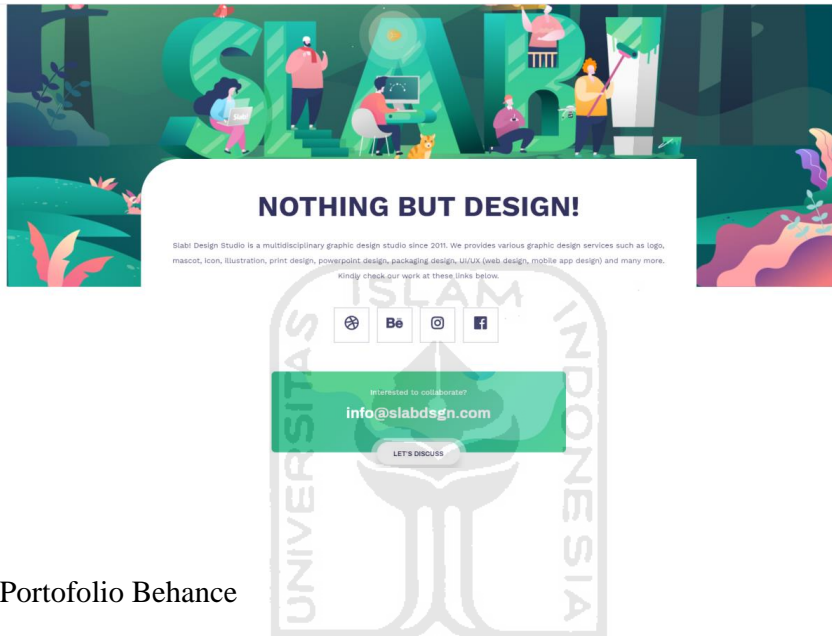 SLAB!
Slab!
NOTHING BUT DESIGN!
Slab! Design Studio is a multidisciplinary graphic design studio since 2011. We provides various graphic design services such as logo,
mascot, icon, illustration, print design, powerpoint design, packaging design, UI/UX (web design, mobile app design) and many more.
Kindly check our work at these links below.
Bē
Interested to collaborate?
info@slabdsgn.com
LET'S DISCUSS
UNIVERSITAS ISLAM INDONESIA
Portofolio Behance